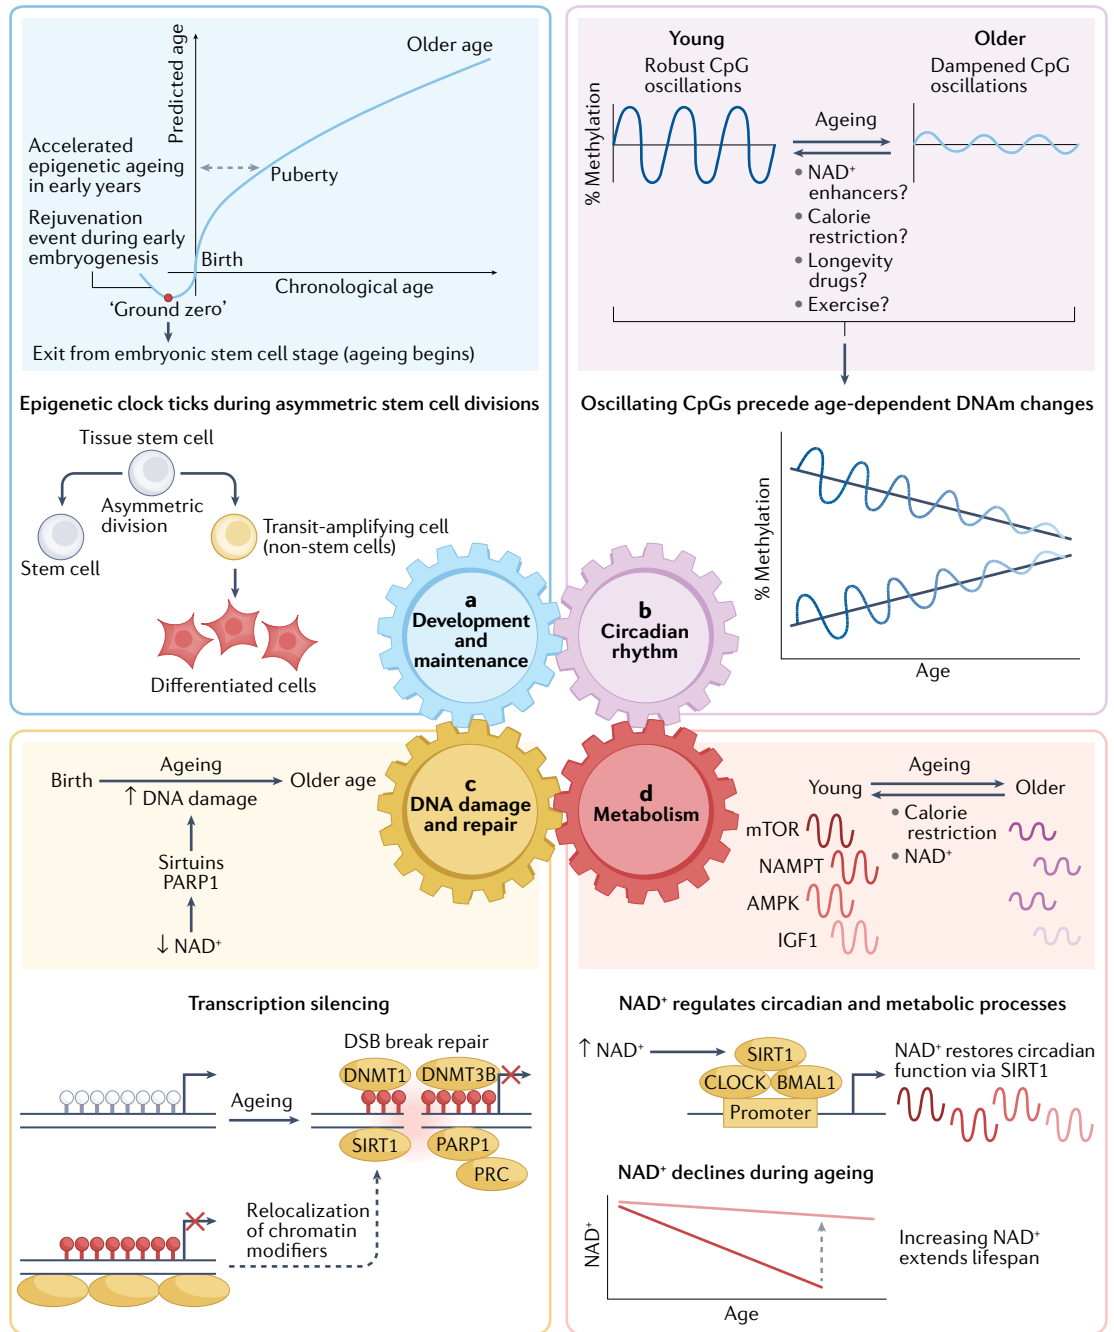 Predicted age
Older age
Accelerated
epigenetic ageing
in early years
Puberty
Rejuvenation
event during early
embryogenesis
Birth
Chronological age
‘Ground zero’
Exit from embryonic stem cell stage (ageing begins)
Epigenetic clock ticks during asymmetric stem cell divisions
Tissue stem cell
Asymmetric
division
Stem cell
Transit-amplifying cell
(non-stem cells)
Differentiated cells
a
Development
and
maintenance
Young
Robust CpG
oscillations
Older
Dampened CpG
oscillations
% Methylation
Ageing
• NAD⁺
enhancers?
• Calorie
restriction?
• Longevity
drugs?
• Exercise?
Oscillating CpGs precede age-dependent DNAm changes
% Methylation
Age
b
Circadian
rhythm
Birth
Ageing
Older age
↑ DNA damage
Sirtuins
PARP1
↓ NAD⁺
c
DNA damage
and repair
Transcription silencing
DSB break repair
DNMT1
DNMT3B
Ageing
SIRT1
PARP1
PRC
Relocalization
of chromatin
modifiers
d
Metabolism
Young
Ageing
Older
• Calorie
restriction
• NAD⁺
mTOR
NAMPT
AMPK
IGF1
NAD⁺ regulates circadian and metabolic processes
↑ NAD⁺
SIRT1
CLOCK
BMAL1
Promoter
NAD⁺ restores circadian
function via SIRT1
NAD⁺ declines during ageing
NAD⁺
Age
Increasing NAD⁺
extends lifespan